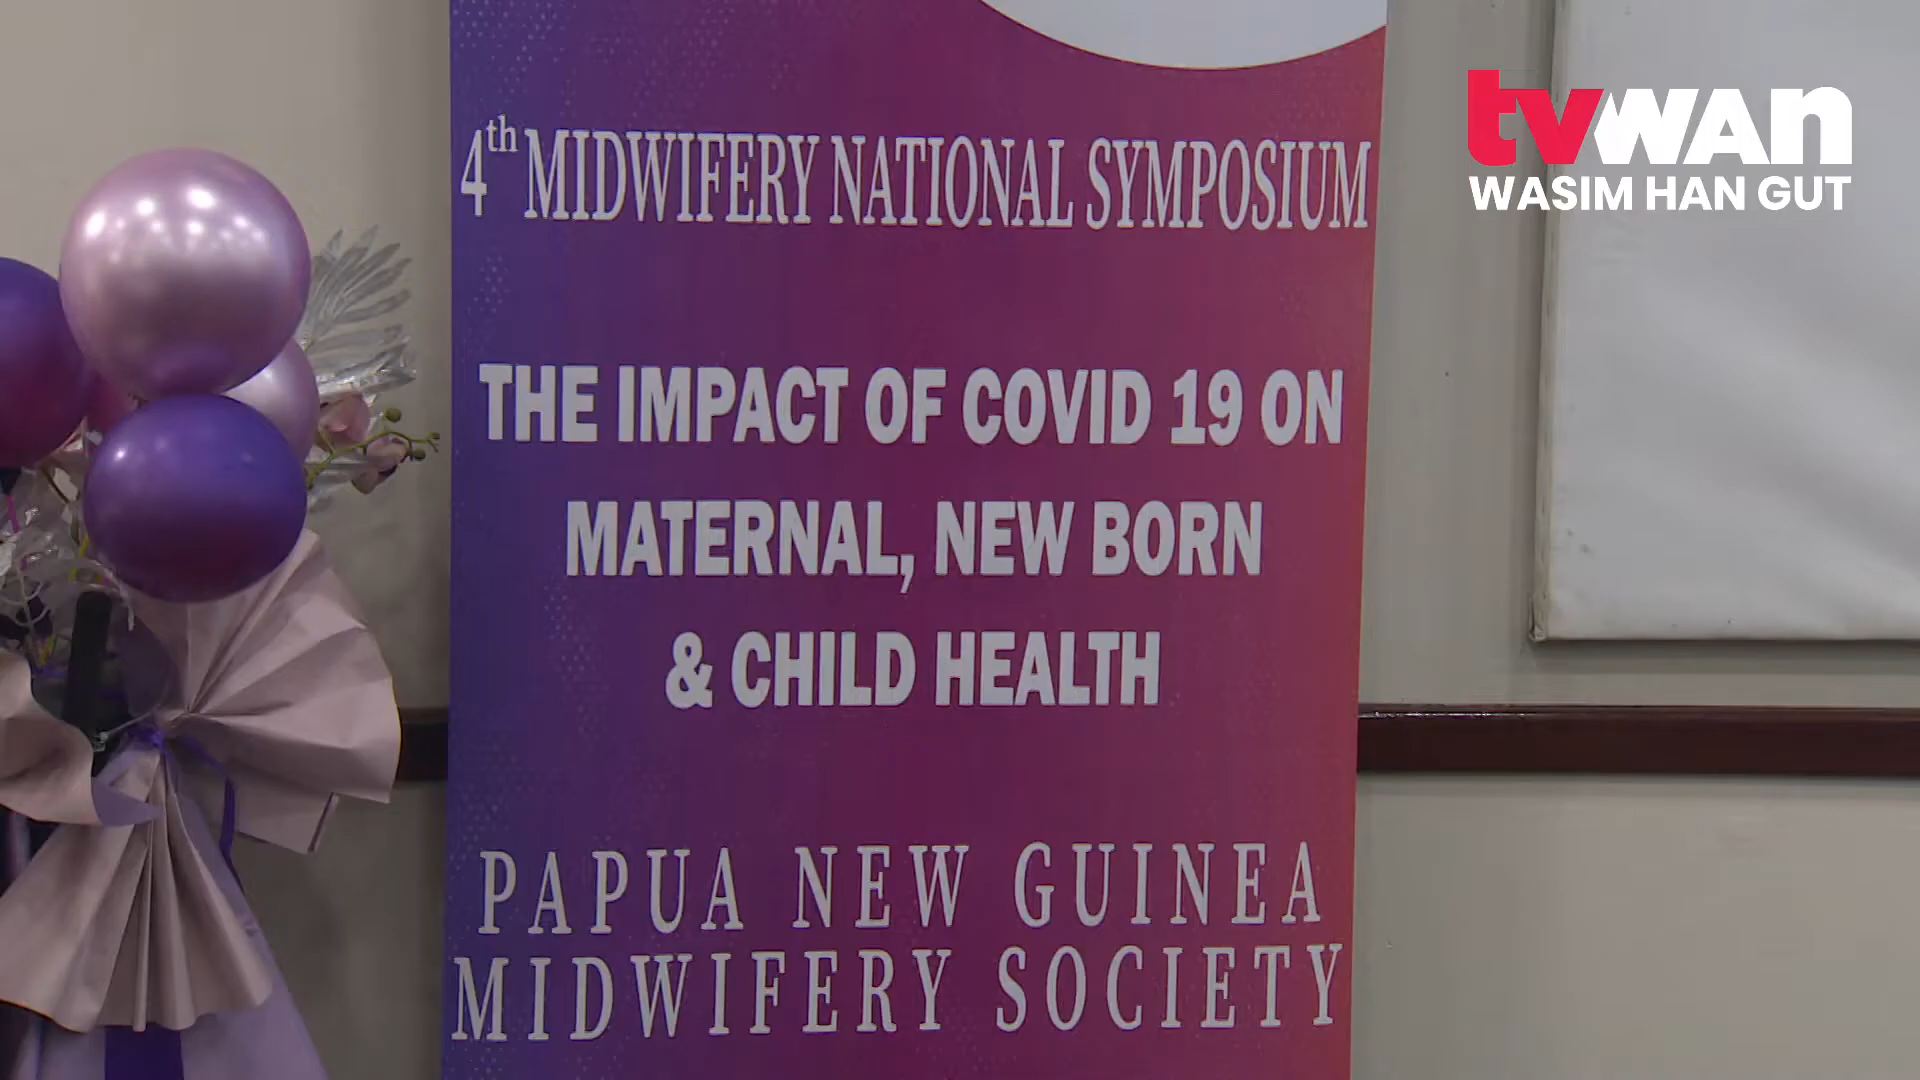 4th MIDWIFERY NATIONAL SYMPOSIUM
THE IMPACT OF COVID 19 ON
MATERNAL, NEW BORN
& CHILD HEALTH
PAPUA NEW GUINEA
MIDWIFERY SOCIETY
tvwan
WASIM HAN GUT